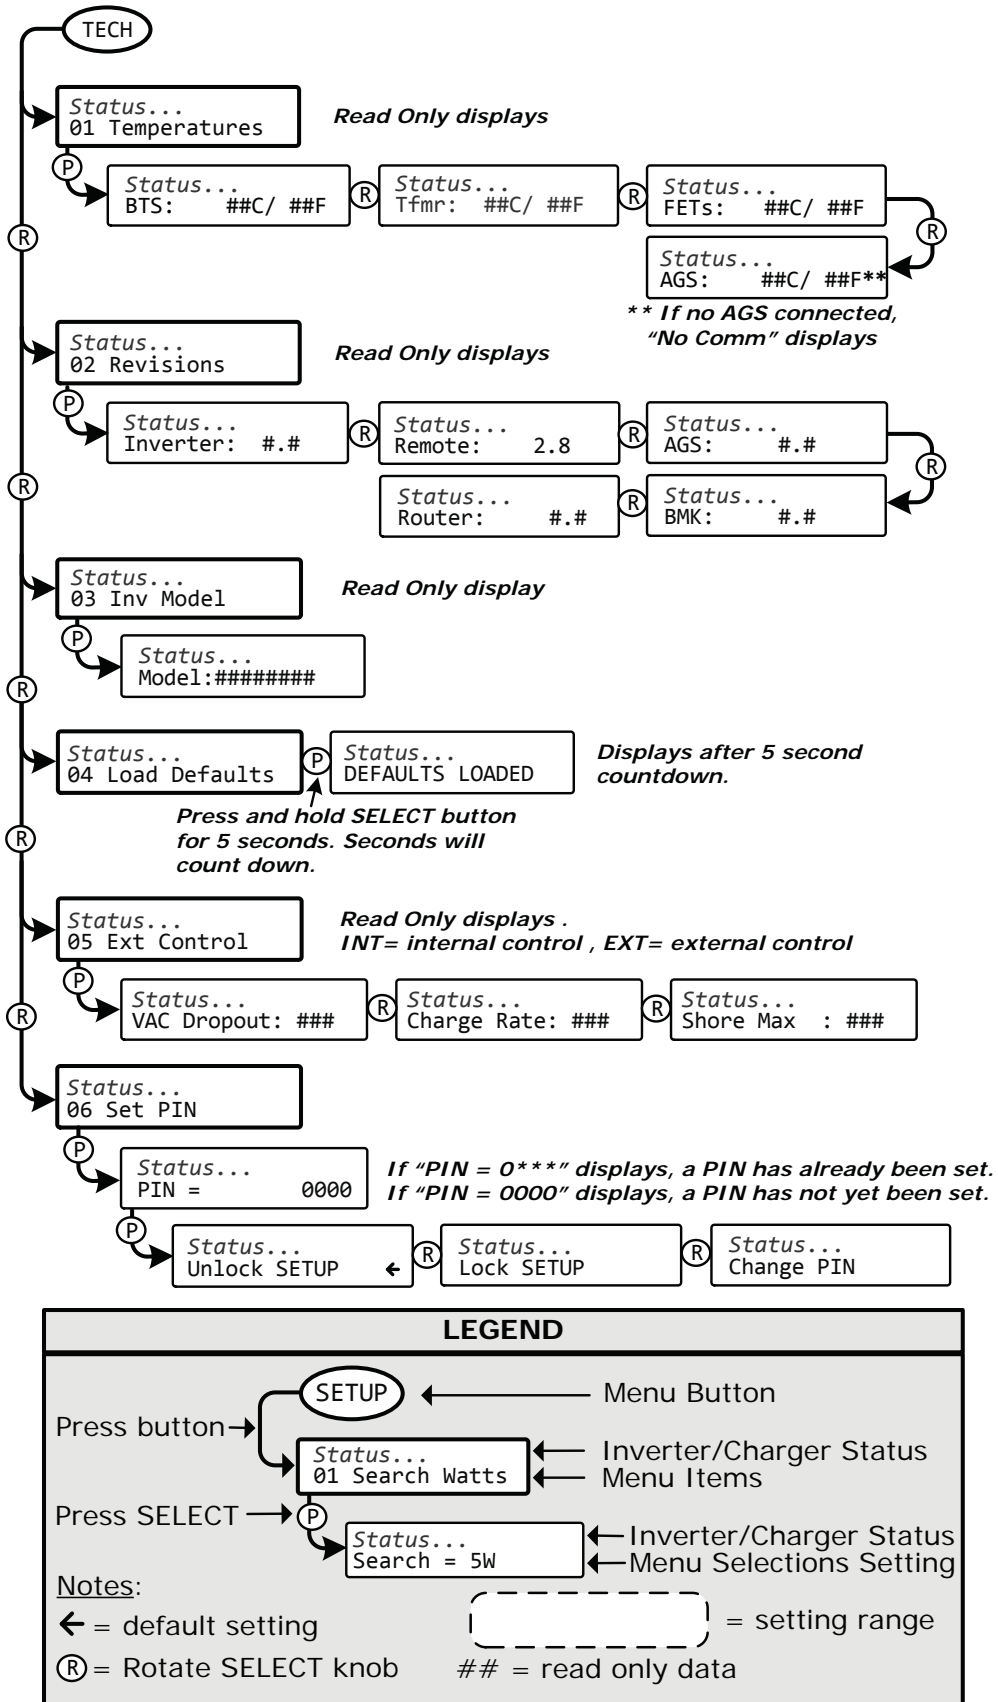 TECH
Status...
01 Temperatures
Read Only displays
P
Status...
BTS: ##C/ ##F
R
Status...
Tfmr: ##C/ ##F
R
Status...
FETs: ##C/ ##F
R
R
Status...
AGS: ##C/ ##F**
** If no AGS connected,
“No Comm” displays
Status...
02 Revisions
Read Only displays
P
Status...
Inverter: #.#
R
Status...
Remote: 2.8
R
Status...
AGS: #.#
R
R
Status...
Router: #.#
R
Status...
BMK: #.#
Status...
03 Inv Model
Read Only display
P
Status...
Model:########
R
Status...
04 Load Defaults
P
Status...
DEFAULTS LOADED
Displays after 5 second
countdown.
Press and hold SELECT button
for 5 seconds. Seconds will
count down.
R
Status...
05 Ext Control
Read Only displays .
INT= internal control , EXT= external control
P
Status...
VAC Dropout: ###
R
Status...
Charge Rate: ###
R
Status...
Shore Max : ###
R
Status...
06 Set PIN
P
Status...
PIN = 0000
If “PIN = 0***” displays, a PIN has already been set.
If “PIN = 0000” displays, a PIN has not yet been set.
P
Status...
Unlock SETUP ←
R
Status...
Lock SETUP
R
Status...
Change PIN
LEGEND
SETUP
Menu Button
Press button
Status...
01 Search Watts
Inverter/Charger Status
Menu Items
Press SELECT
P
Status...
Search = 5W
Inverter/Charger Status
Menu Selections Setting
Notes:
← = default setting
= setting range
R = Rotate SELECT knob
## = read only data